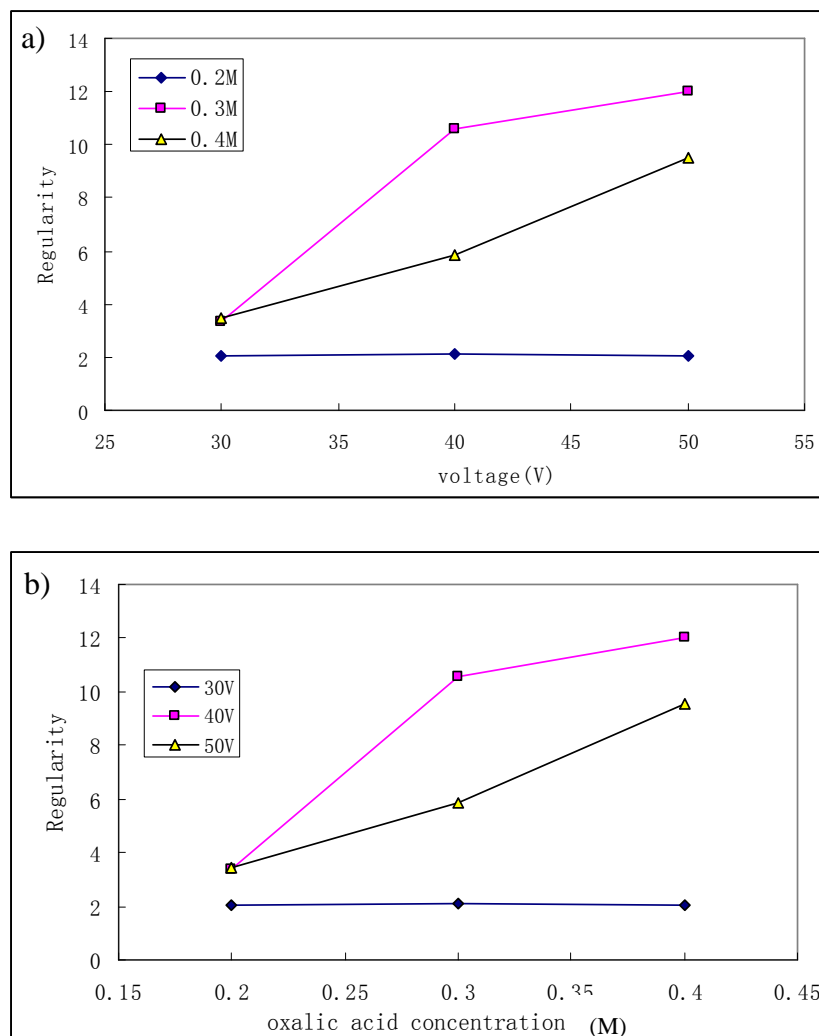 a)
14
12
10
8
6
4
2
0
Regularity
0.2M
0.3M
0.4M
25 30 35 40 45 50 55
voltage(V)
b)
14
12
10
8
6
4
2
0
Regularity
30V
40V
50V
0.15 0.2 0.25 0.3 0.35 0.4 0.45
oxalic acid concentration (M)